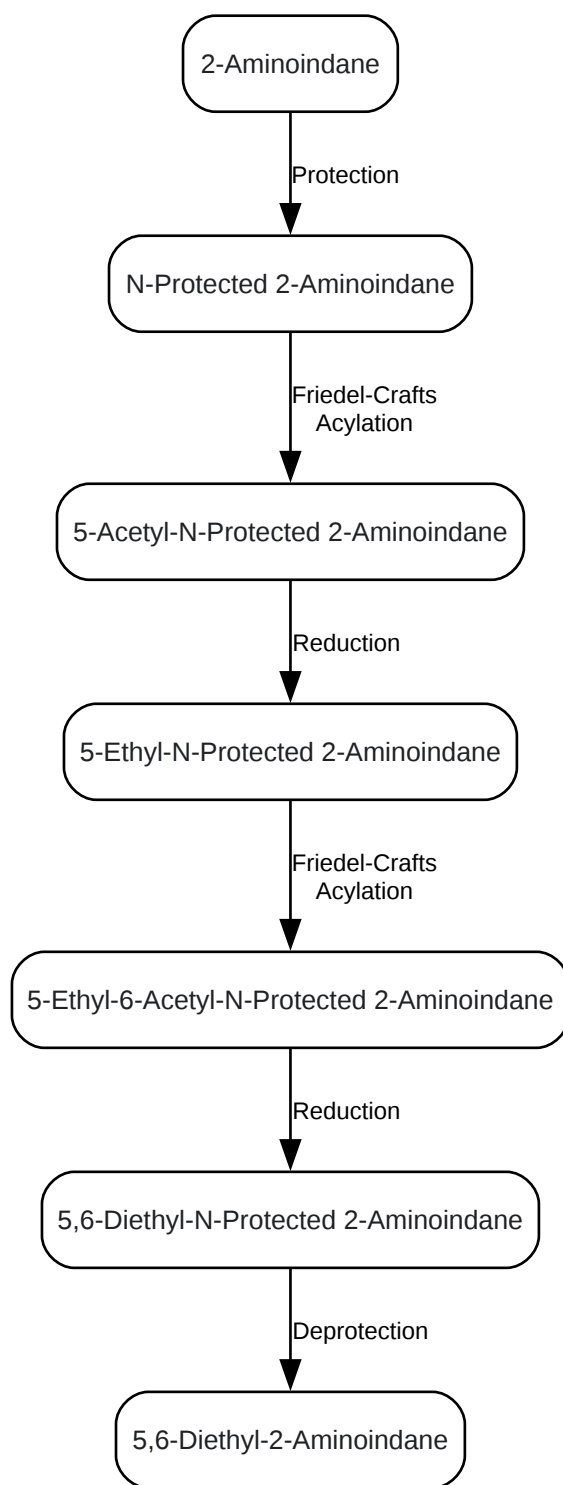 2-Aminoindane
Protection
N-Protected 2-Aminoindane
Friedel-Crafts
Acylation
5-Acetyl-N-Protected 2-Aminoindane
Reduction
5-Ethyl-N-Protected 2-Aminoindane
Friedel-Crafts
Acylation
5-Ethyl-6-Acetyl-N-Protected 2-Aminoindane
Reduction
5,6-Diethyl-N-Protected 2-Aminoindane
Deprotection
5,6-Diethyl-2-Aminoindane